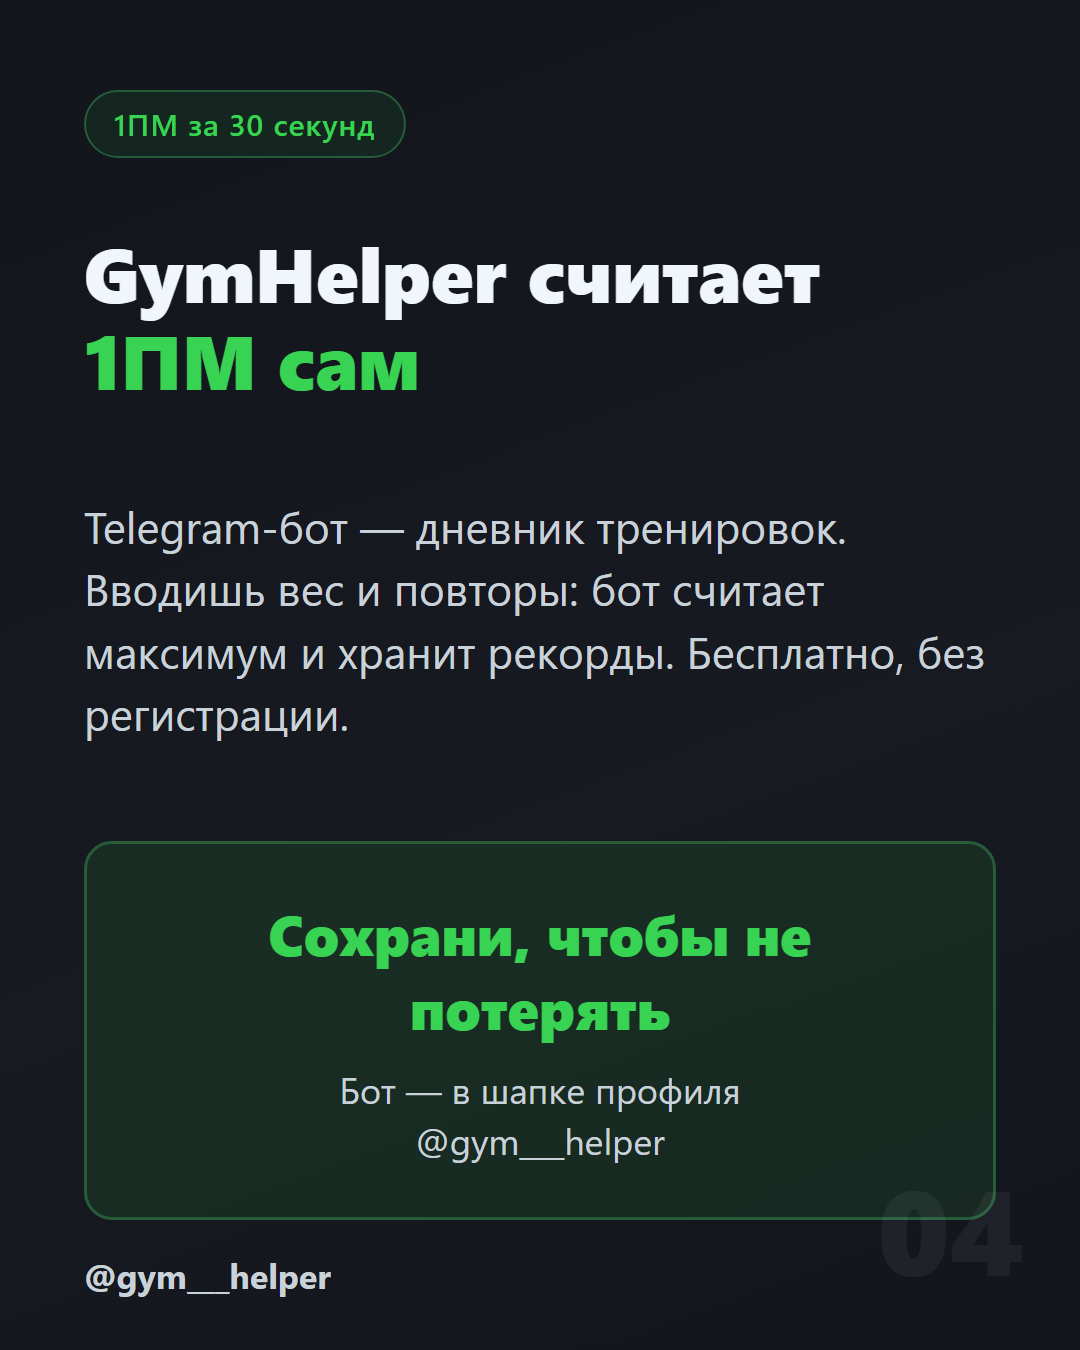 1ПМ за 30 секунд
GymHelper считает
1ПМ сам
Telegram-бот — дневник тренировок.
Вводишь вес и повторы: бот считает
максимум и хранит рекорды. Бесплатно, без
регистрации.
Сохрани, чтобы не
потерять
Бот — в шапке профиля
@gym___helper
04
@gym___helper